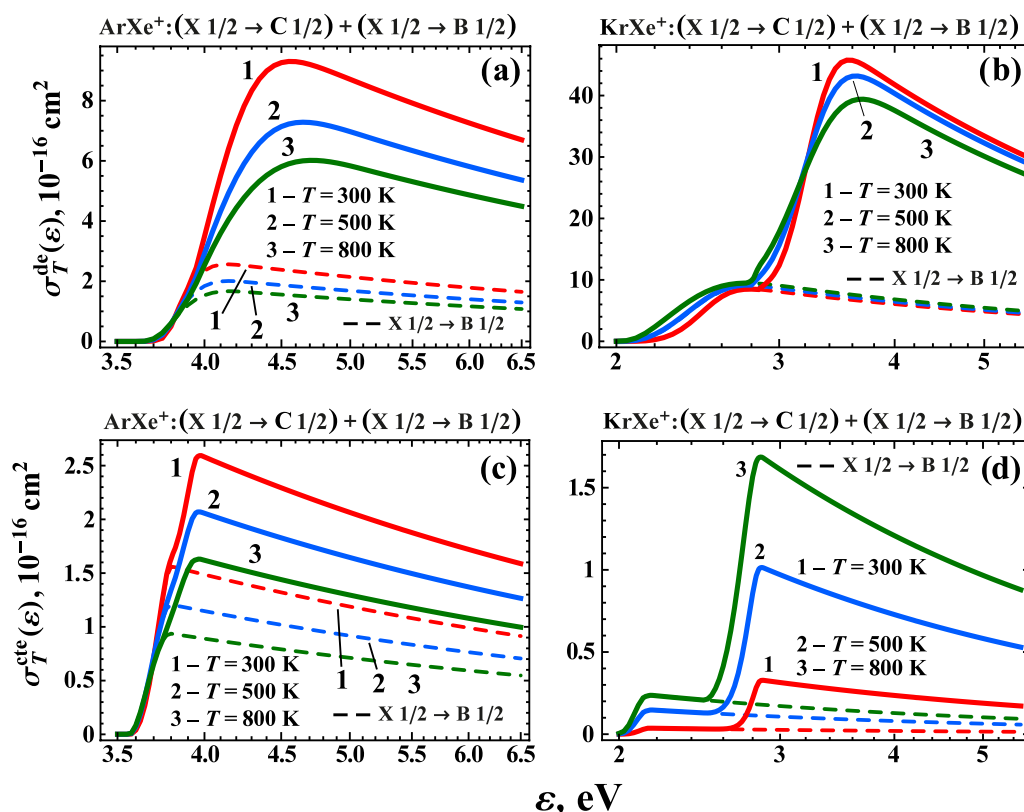 ArXe⁺: (X 1/2 → C 1/2) + (X 1/2 → B 1/2)
(a)
σ_T^de(ε), 10⁻¹⁶ cm²
8
6
4
2
0
1
2
3
1 – T = 300 K
2 – T = 500 K
3 – T = 800 K
1
2
3
X 1/2 → B 1/2
3.5
4.0
4.5
5.0
5.5
6.0
6.5
KrXe⁺: (X 1/2 → C 1/2) + (X 1/2 → B 1/2)
(b)
40
30
20
10
0
1
2
3
1 – T = 300 K
2 – T = 500 K
3 – T = 800 K
X 1/2 → B 1/2
2
3
4
5
ArXe⁺: (X 1/2 → C 1/2) + (X 1/2 → B 1/2)
(c)
σ_T^cte(ε), 10⁻¹⁶ cm²
2.5
2
1.5
1
0.5
0
1
2
3
1 – T = 300 K
2 – T = 500 K
3 – T = 800 K
1
2
3
X 1/2 → B 1/2
3.5
4.0
4.5
5.0
5.5
6.0
6.5
KrXe⁺: (X 1/2 → C 1/2) + (X 1/2 → B 1/2)
X 1/2 → B 1/2
(d)
1.5
1
0.5
0
3
2
1 – T = 300 K
2 – T = 500 K
3 – T = 800 K
1
2
3
4
5
ε, eV